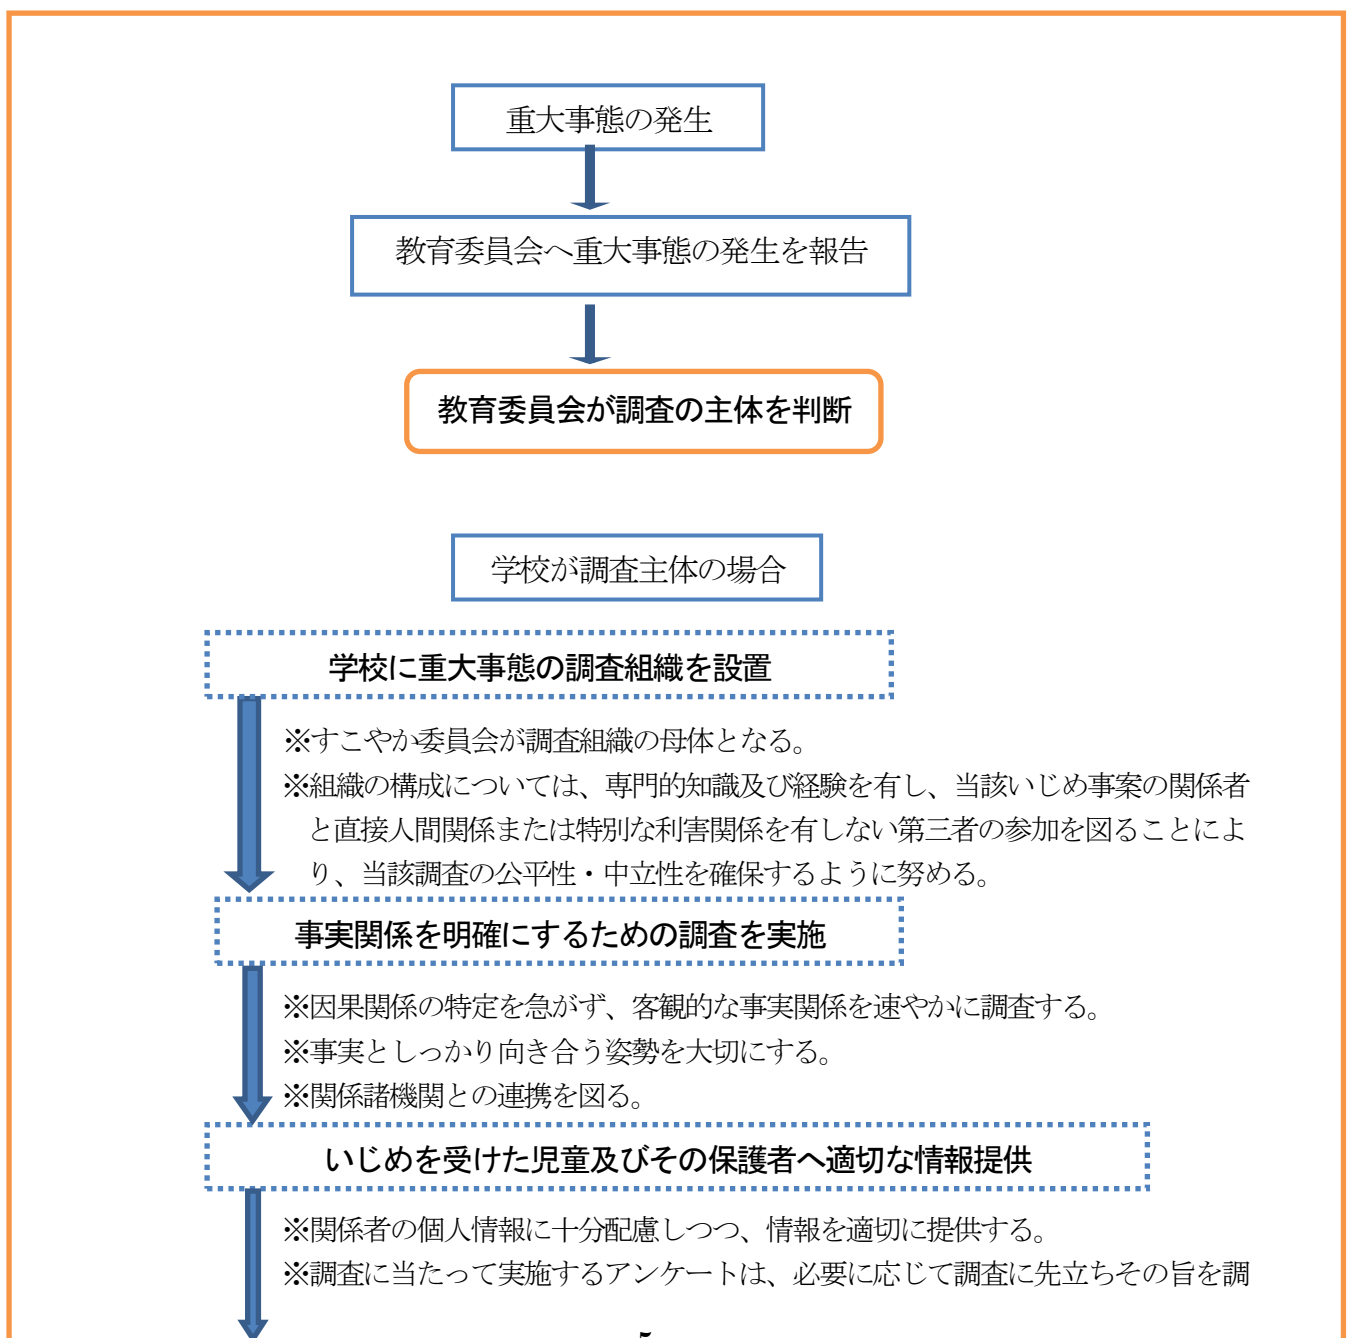 重大事態の発生
教育委員会へ重大事態の発生を報告
教育委員会が調査の主体を判断
学校が調査主体の場合
学校に重大事態の調査組織を設置
※すこやか委員会が調査組織の母体となる。
※組織の構成については、専門的知識及び経験を有し、当該いじめ事案の関係者
と直接人間関係または特別な利害関係を有しない第三者の参加を図ることによ
り、当該調査の公平性・中立性を確保するように努める。
事実関係を明確にするための調査を実施
※因果関係の特定を急がず、客観的な事実関係を速やかに調査する。
※事実としっかり向き合う姿勢を大切にする。
※関係諸機関との連携を図る。
いじめを受けた児童及びその保護者へ適切な情報提供
※関係者の個人情報に十分配慮しつつ、情報を適切に提供する。
※調査に当たって実施するアンケートは、必要に応じて調査に先立ちその旨を調